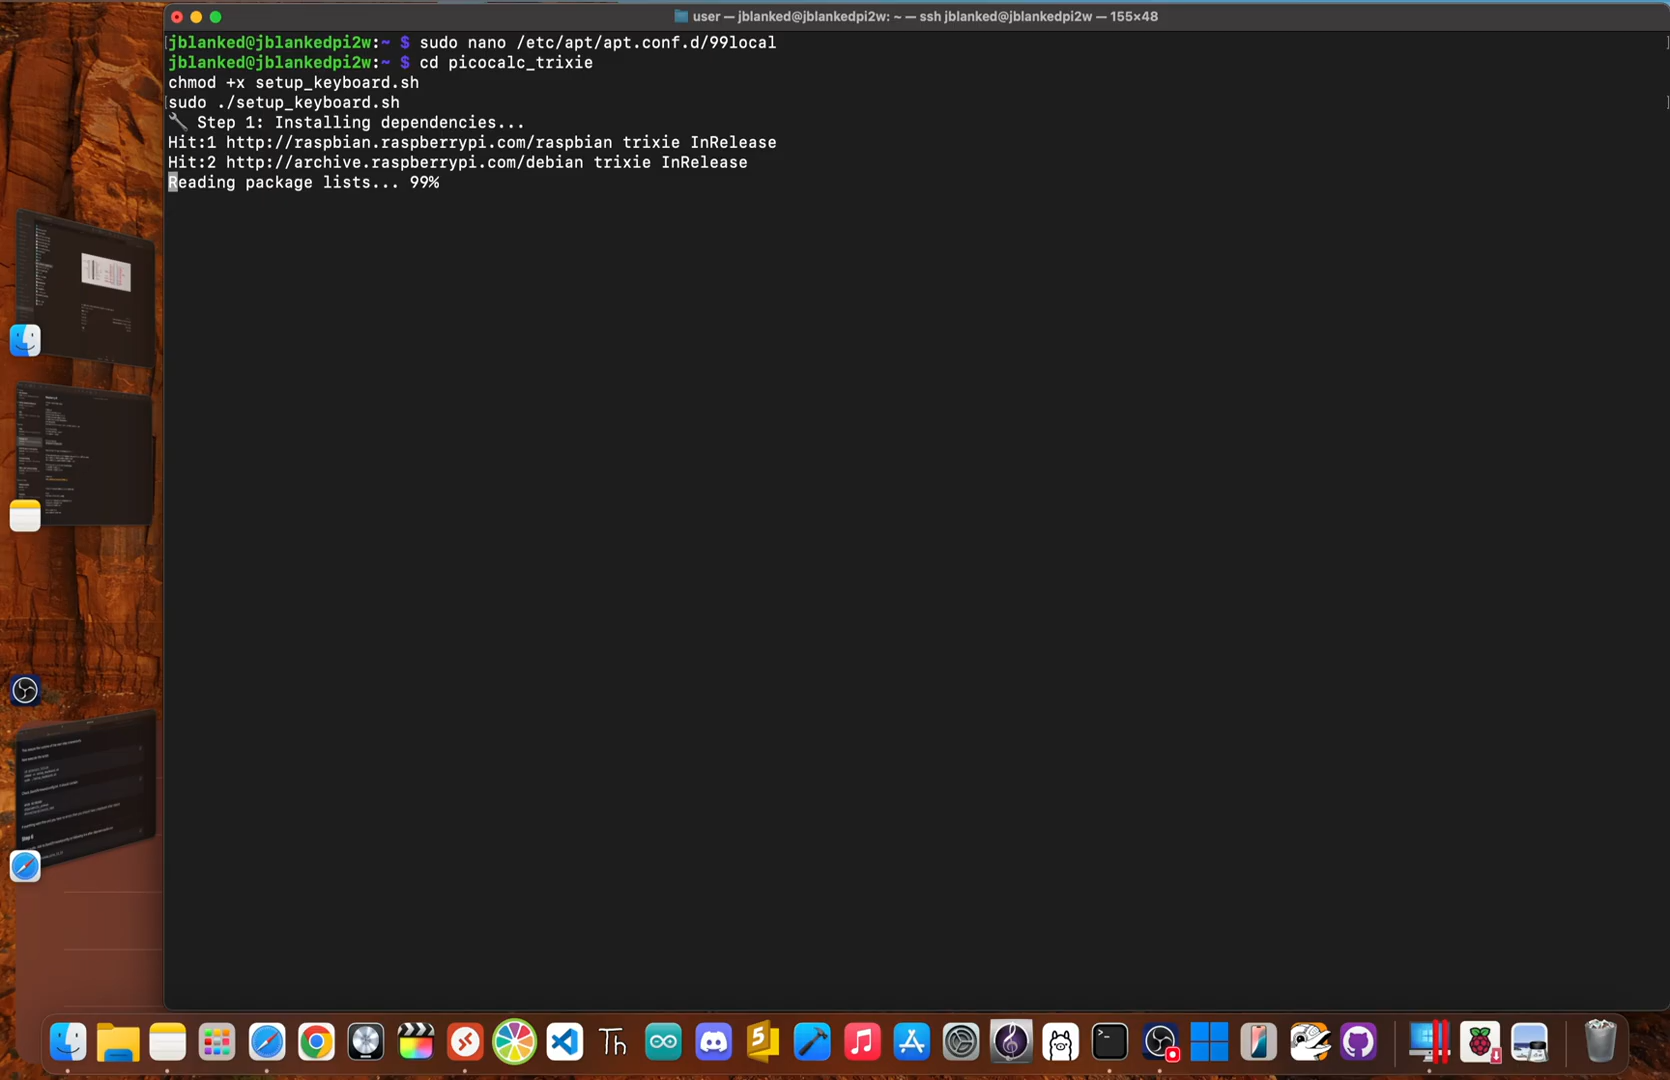 user — jblanked@jblankedpi2w: ~ — ssh jblanked@jblankedpi2w — 155×48
jblanked@jblankedpi2w:~ $ sudo nano /etc/apt/apt.conf.d/99local
jblanked@jblankedpi2w:~ $ cd picocalc_trixie
chmod +x setup_keyboard.sh
sudo ./setup_keyboard.sh
🔧 Step 1: Installing dependencies...
Hit:1 http://raspbian.raspberrypi.com/raspbian trixie InRelease
Hit:2 http://archive.raspberrypi.com/debian trixie InRelease
Reading package lists... 99%
Th
5